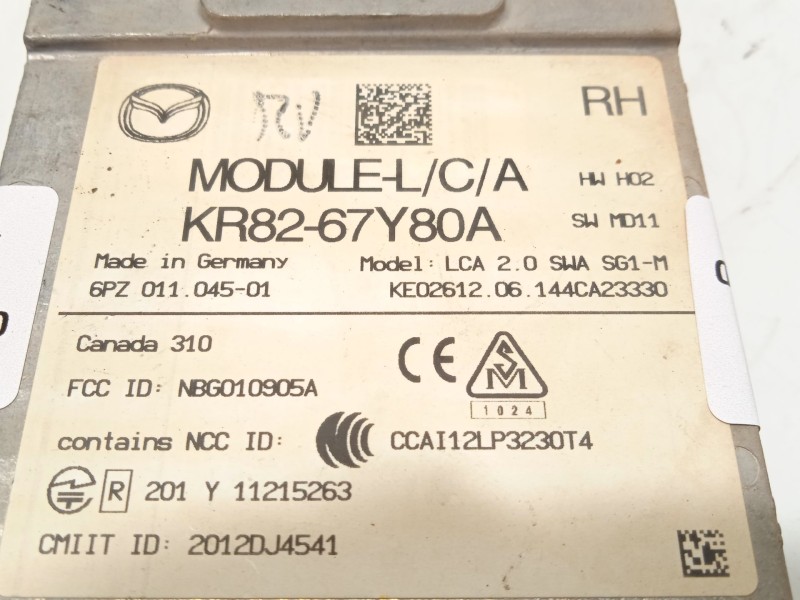 RH
MODULE-L/C/A HW H02
KR82-67Y80A SW MD11
Made in Germany Model: LCA 2.0 SWA SG1-M
6PZ 011.045-01 KE02612.06.144CA23330
Canada 310
CE
FCC ID: NBG010905A
1024
contains NCC ID: CCAI12LP3230T4
R 201 Y 11215263
CMIIT ID: 2012DJ4541